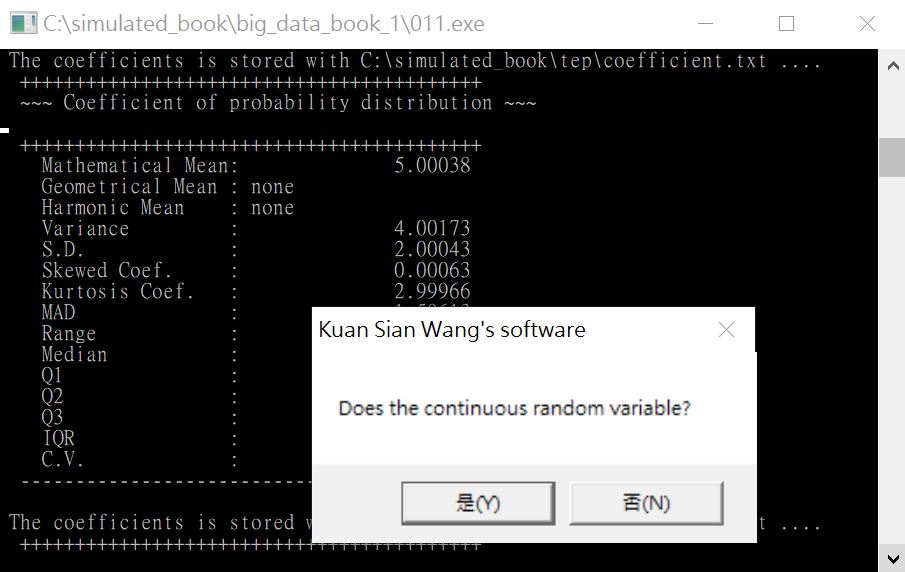 C:\simulated_book\big_data_book_1\011.exe
The coefficients is stored with C:\simulated_book\tep\coefficient.txt ....
++++++++++++++++++++++++++++++++++++++++++
~~~ Coefficient of probability distribution ~~~
++++++++++++++++++++++++++++++++++++++++++
Mathematical Mean: 5.00038
Geometrical Mean : none
Harmonic Mean : none
Variance : 4.00173
S.D. : 2.00043
Skewed Coef. : 0.00063
Kurtosis Coef. : 2.99966
MAD :
Range :
Median :
Q1 :
Q2 :
Q3 :
IQR :
C.V. :
---------------------------
The coefficients is stored w t ....
++++++++++++++++++++++++++++++++++++++++++
Kuan Sian Wang's software
Does the continuous random variable?
是(Y) 否(N)